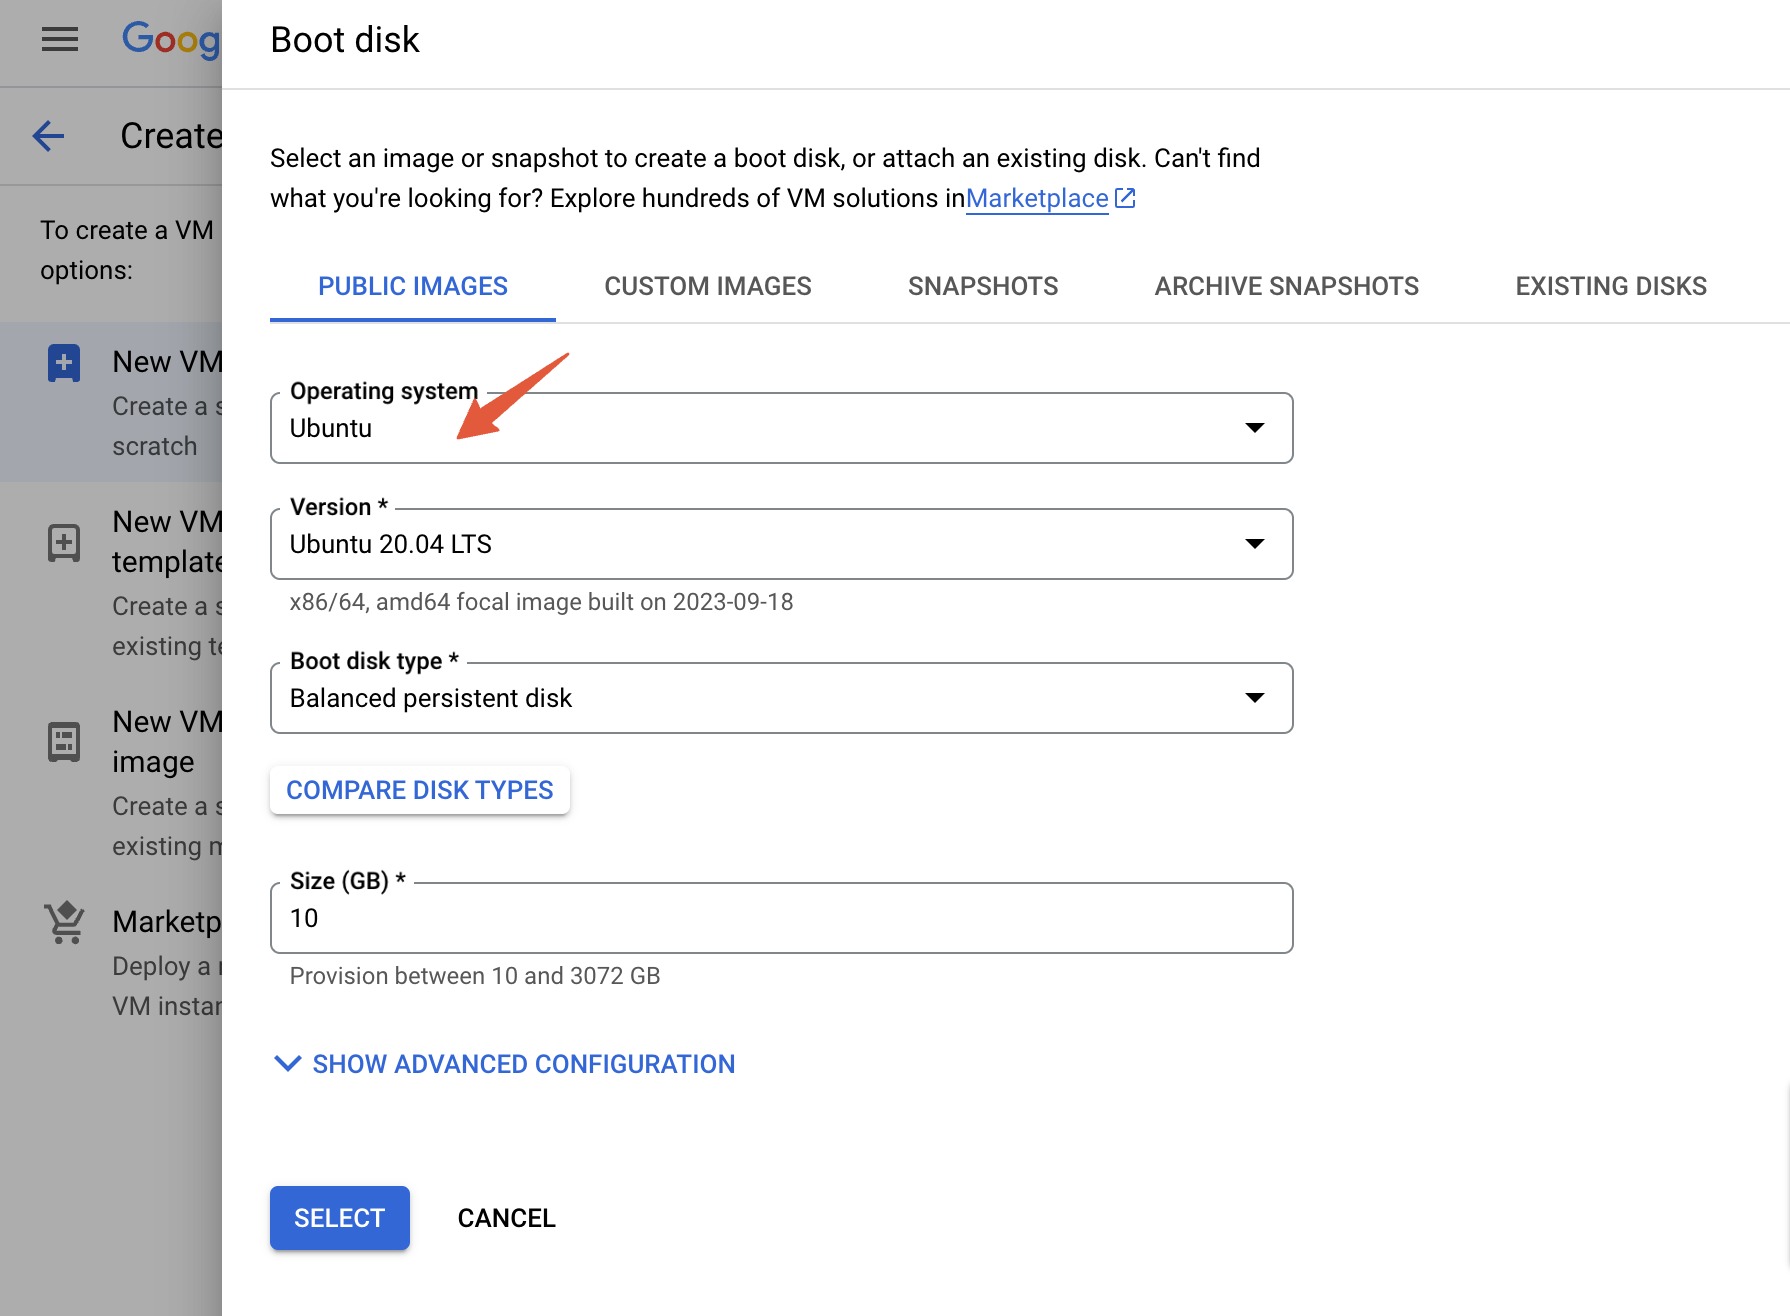 Boot disk
Goog
Create
To create a VM
options:
New VM
Create a s
scratch
New VM
template
Create a s
existing te
New VM
image
Create a s
existing m
Marketp
Deploy a r
VM instan
Select an image or snapshot to create a boot disk, or attach an existing disk. Can't find
what you're looking for? Explore hundreds of VM solutions inMarketplace
PUBLIC IMAGES CUSTOM IMAGES SNAPSHOTS ARCHIVE SNAPSHOTS EXISTING DISKS
Operating system
Ubuntu
Version *
Ubuntu 20.04 LTS
x86/64, amd64 focal image built on 2023-09-18
Boot disk type *
Balanced persistent disk
COMPARE DISK TYPES
Size (GB) *
10
Provision between 10 and 3072 GB
SHOW ADVANCED CONFIGURATION
SELECT CANCEL